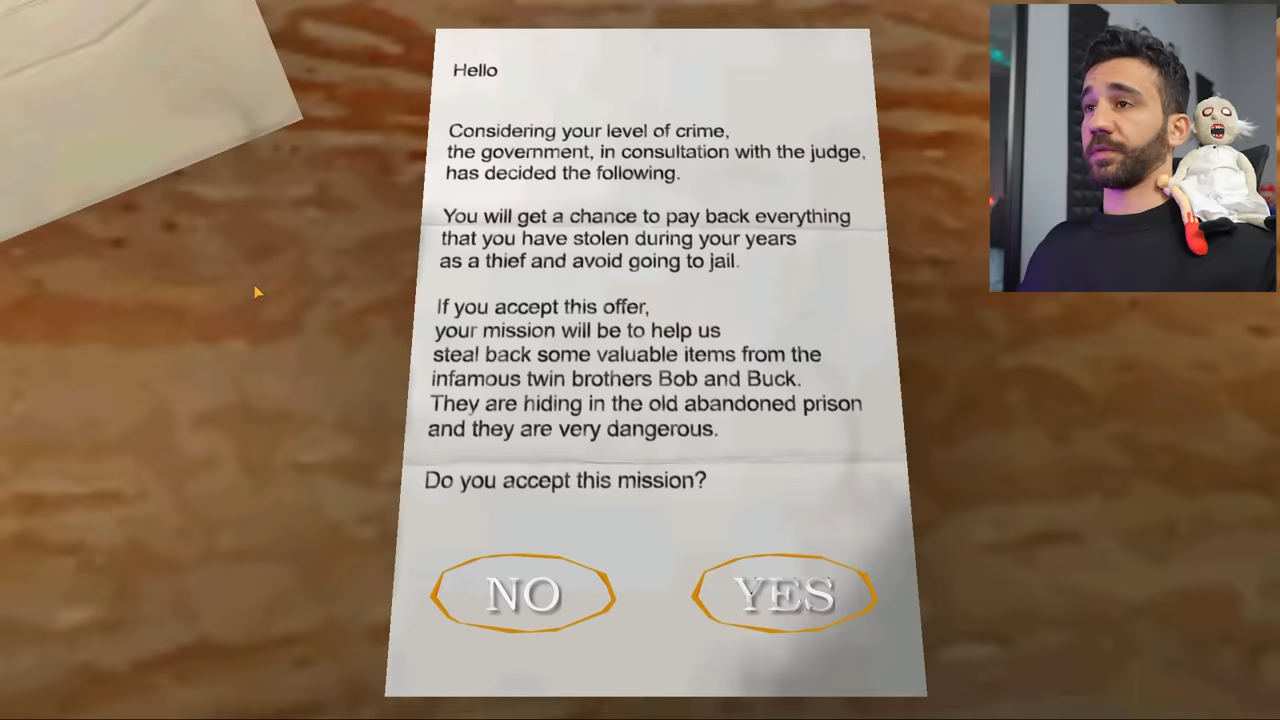 Hello
Considering your level of crime,
the government, in consultation with the judge,
has decided the following.
You will get a chance to pay back everything
that you have stolen during your years
as a thief and avoid going to jail.
If you accept this offer,
your mission will be to help us
steal back some valuable items from the
infamous twin brothers Bob and Buck.
They are hiding in the old abandoned prison
and they are very dangerous.
Do you accept this mission?
NO YES